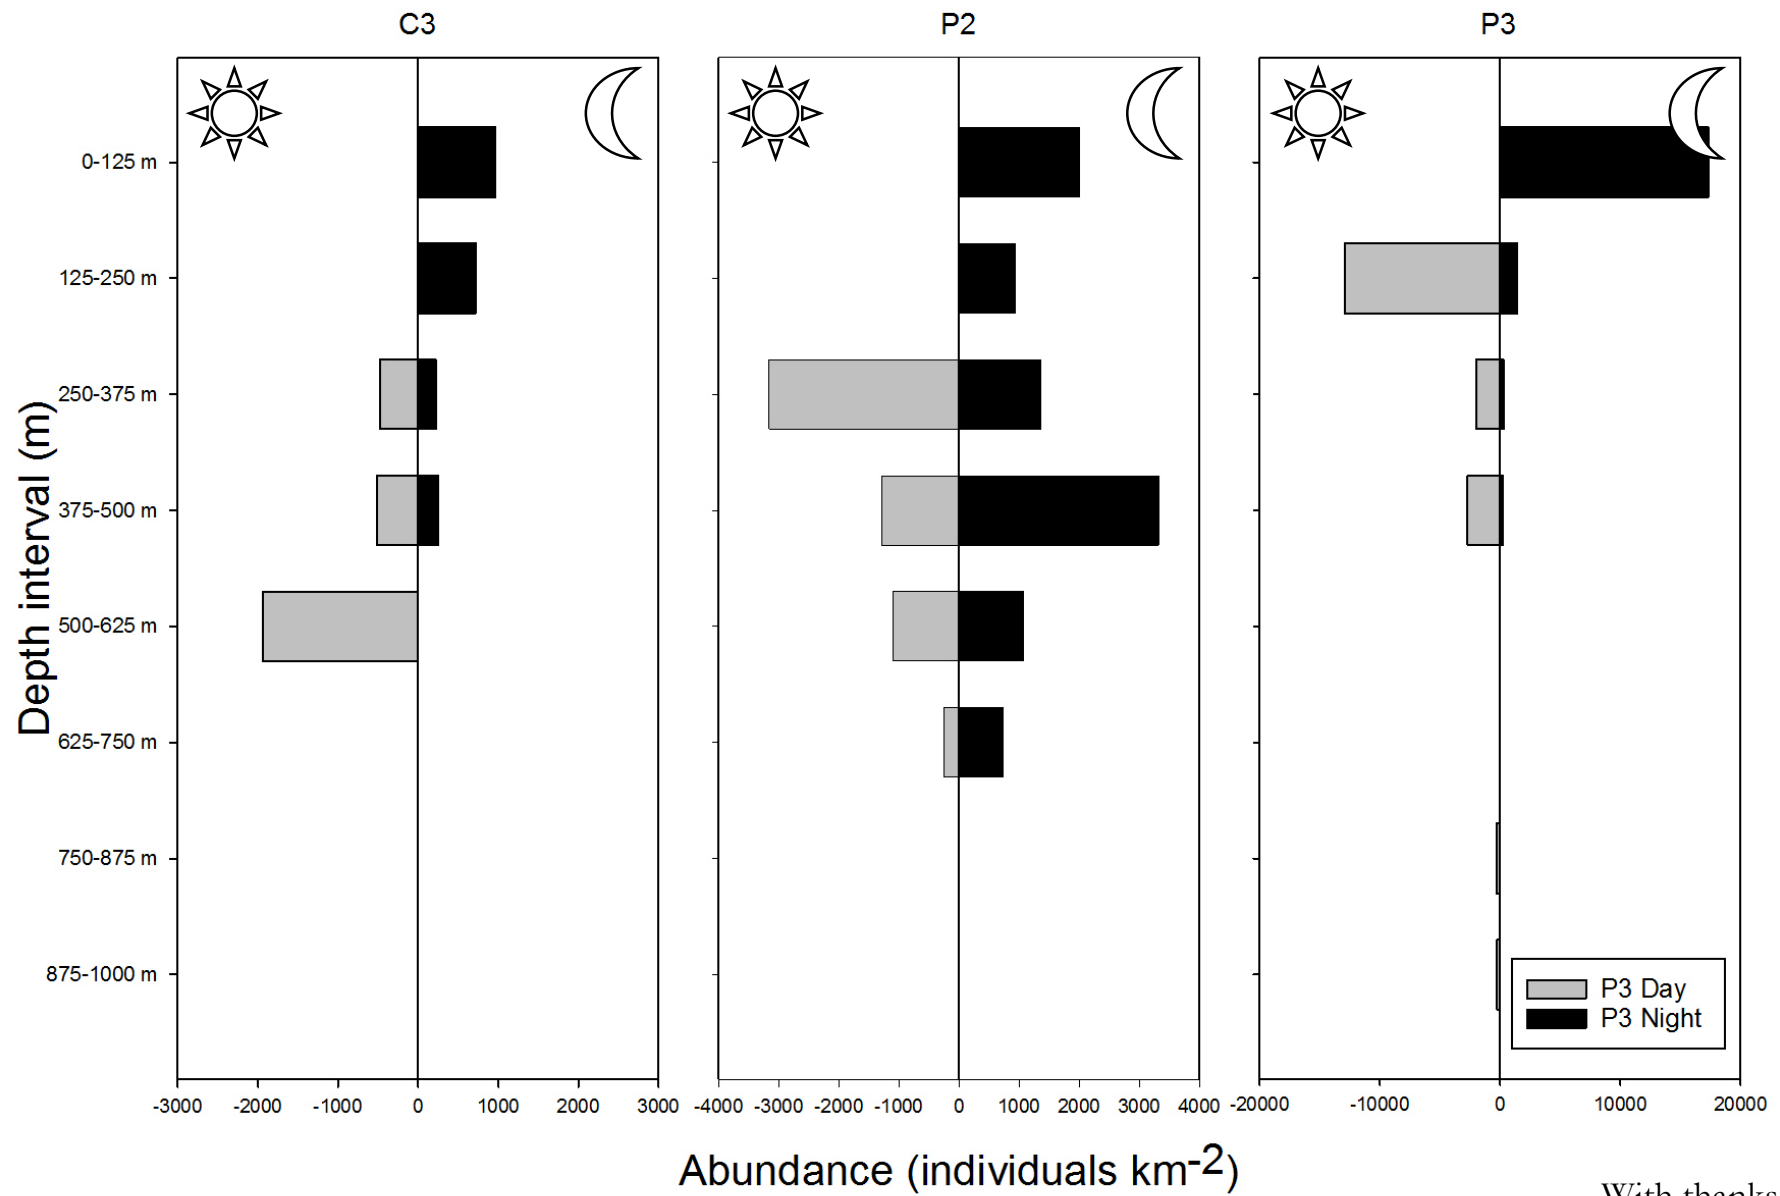 C3 P2 P3
0-125 m
125-250 m
250-375 m
375-500 m
500-625 m
625-750 m
750-875 m
875-1000 m
Depth interval (m)
P3 Day
P3 Night
-3000 -2000 -1000 0 1000 2000 3000 -4000 -3000 -2000 -1000 0 1000 2000 3000 4000 -20000 -10000 0 10000 20000
Abundance (individuals km-2)
With thanks